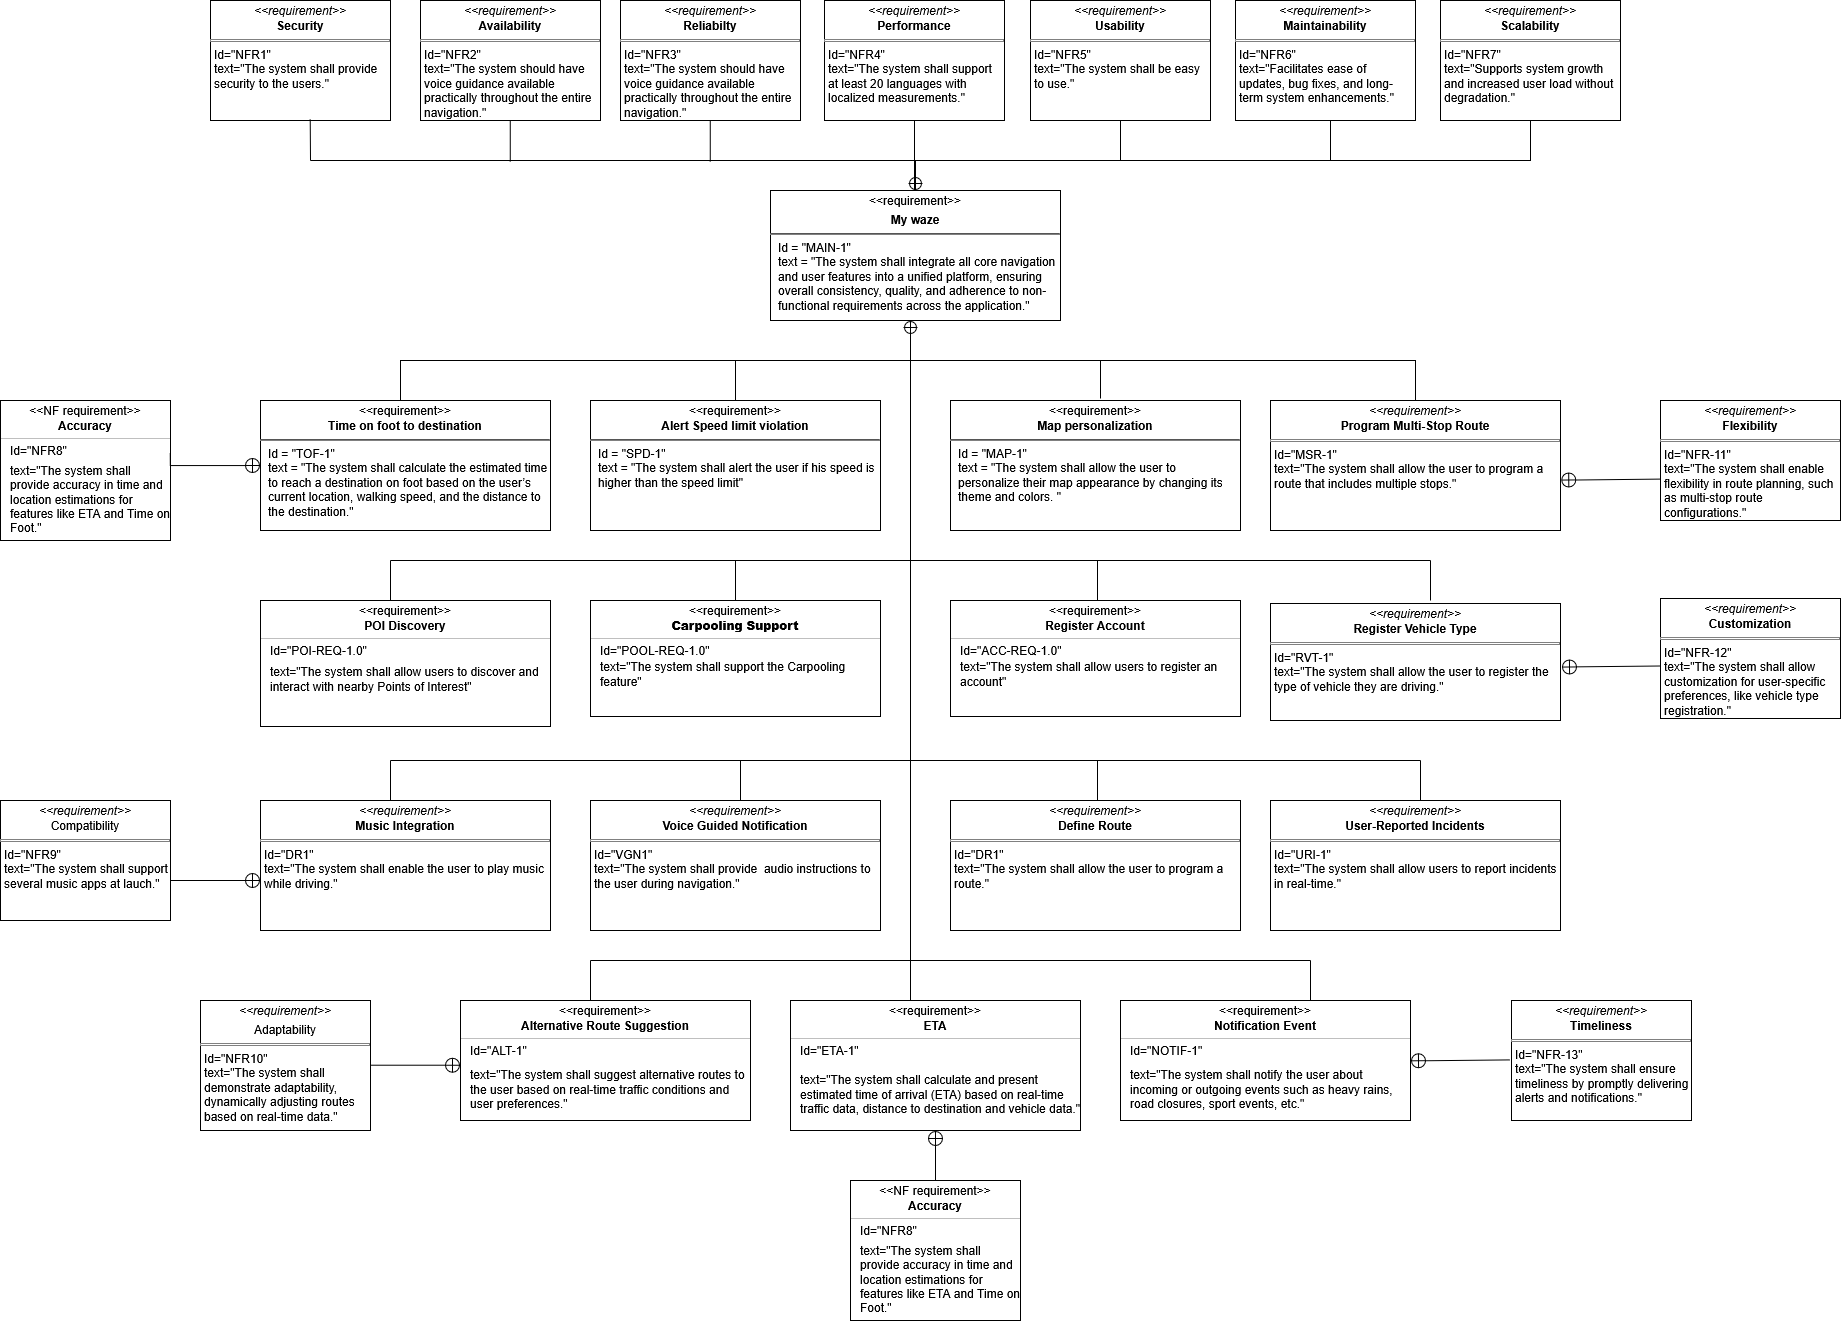 <<requirement>>
Security
Id="NFR1"
text="The system shall provide
security to the users."
<<requirement>>
Availability
Id="NFR2"
text="The system should have
voice guidance available
practically throughout the entire
navigation."
<<requirement>>
Reliabilty
Id="NFR3"
text="The system should have
voice guidance available
practically throughout the entire
navigation."
<<requirement>>
Performance
Id="NFR4"
text="The system shall support
at least 20 languages with
localized measurements."
<<requirement>>
Usability
Id="NFR5"
text="The system shall be easy
to use."
<<requirement>>
Maintainability
Id="NFR6"
text="Facilitates ease of
updates, bug fixes, and long-
term system enhancements."
<<requirement>>
Scalability
Id="NFR7"
text="Supports system growth
and increased user load without
degradation."
<<requirement>>
My waze
Id = "MAIN-1"
text = "The system shall integrate all core navigation
and user features into a unified platform, ensuring
overall consistency, quality, and adherence to non-
functional requirements across the application."
<<NF requirement>>
Accuracy
Id="NFR8"
text="The system shall
provide accuracy in time and
location estimations for
features like ETA and Time on
Foot."
<<requirement>>
Time on foot to destination
Id = "TOF-1"
text = "The system shall calculate the estimated time
to reach a destination on foot based on the user’s
current location, walking speed, and the distance to
the destination."
<<requirement>>
Alert Speed limit violation
Id = "SPD-1"
text = "The system shall alert the user if his speed is
higher than the speed limit"
<<requirement>>
Map personalization
Id = "MAP-1"
text = "The system shall allow the user to
personalize their map appearance by changing its
theme and colors. "
<<requirement>>
Program Multi-Stop Route
Id="MSR-1"
text="The system shall allow the user to program a
route that includes multiple stops."
<<requirement>>
Flexibility
Id="NFR-11"
text="The system shall enable
flexibility in route planning, such
as multi-stop route
configurations."
<<requirement>>
POI Discovery
Id="POI-REQ-1.0"
text="The system shall allow users to discover and
interact with nearby Points of Interest"
<<requirement>>
Carpooling Support
Id="POOL-REQ-1.0"
text="The system shall support the Carpooling
feature"
<<requirement>>
Register Account
Id="ACC-REQ-1.0"
text="The system shall allow users to register an
account"
<<requirement>>
Register Vehicle Type
Id="RVT-1"
text="The system shall allow the user to register the
type of vehicle they are driving."
<<requirement>>
Customization
Id="NFR-12"
text="The system shall allow
customization for user-specific
preferences, like vehicle type
registration."
<<requirement>>
Compatibility
Id="NFR9"
text="The system shall support
several music apps at lauch."
<<requirement>>
Music Integration
Id="DR1"
text="The system shall enable the user to play music
while driving."
<<requirement>>
Voice Guided Notification
Id="VGN1"
text="The system shall provide  audio instructions to
the user during navigation."
<<requirement>>
Define Route
Id="DR1"
text="The system shall allow the user to program a
route."
<<requirement>>
User-Reported Incidents
Id="URI-1"
text="The system shall allow users to report incidents
in real-time."
<<requirement>>
Adaptability
Id="NFR10"
text="The system shall
demonstrate adaptability,
dynamically adjusting routes
based on real-time data."
<<requirement>>
Alternative Route Suggestion
Id="ALT-1"
text="The system shall suggest alternative routes to
the user based on real-time traffic conditions and
user preferences."
<<requirement>>
ETA
Id="ETA-1"
text="The system shall calculate and present
estimated time of arrival (ETA) based on real-time
traffic data, distance to destination and vehicle data."
<<requirement>>
Notification Event
Id="NOTIF-1"
text="The system shall notify the user about
incoming or outgoing events such as heavy rains,
road closures, sport events, etc."
<<requirement>>
Timeliness
Id="NFR-13"
text="The system shall ensure
timeliness by promptly delivering
alerts and notifications."
<<NF requirement>>
Accuracy
Id="NFR8"
text="The system shall
provide accuracy in time and
location estimations for
features like ETA and Time on
Foot."